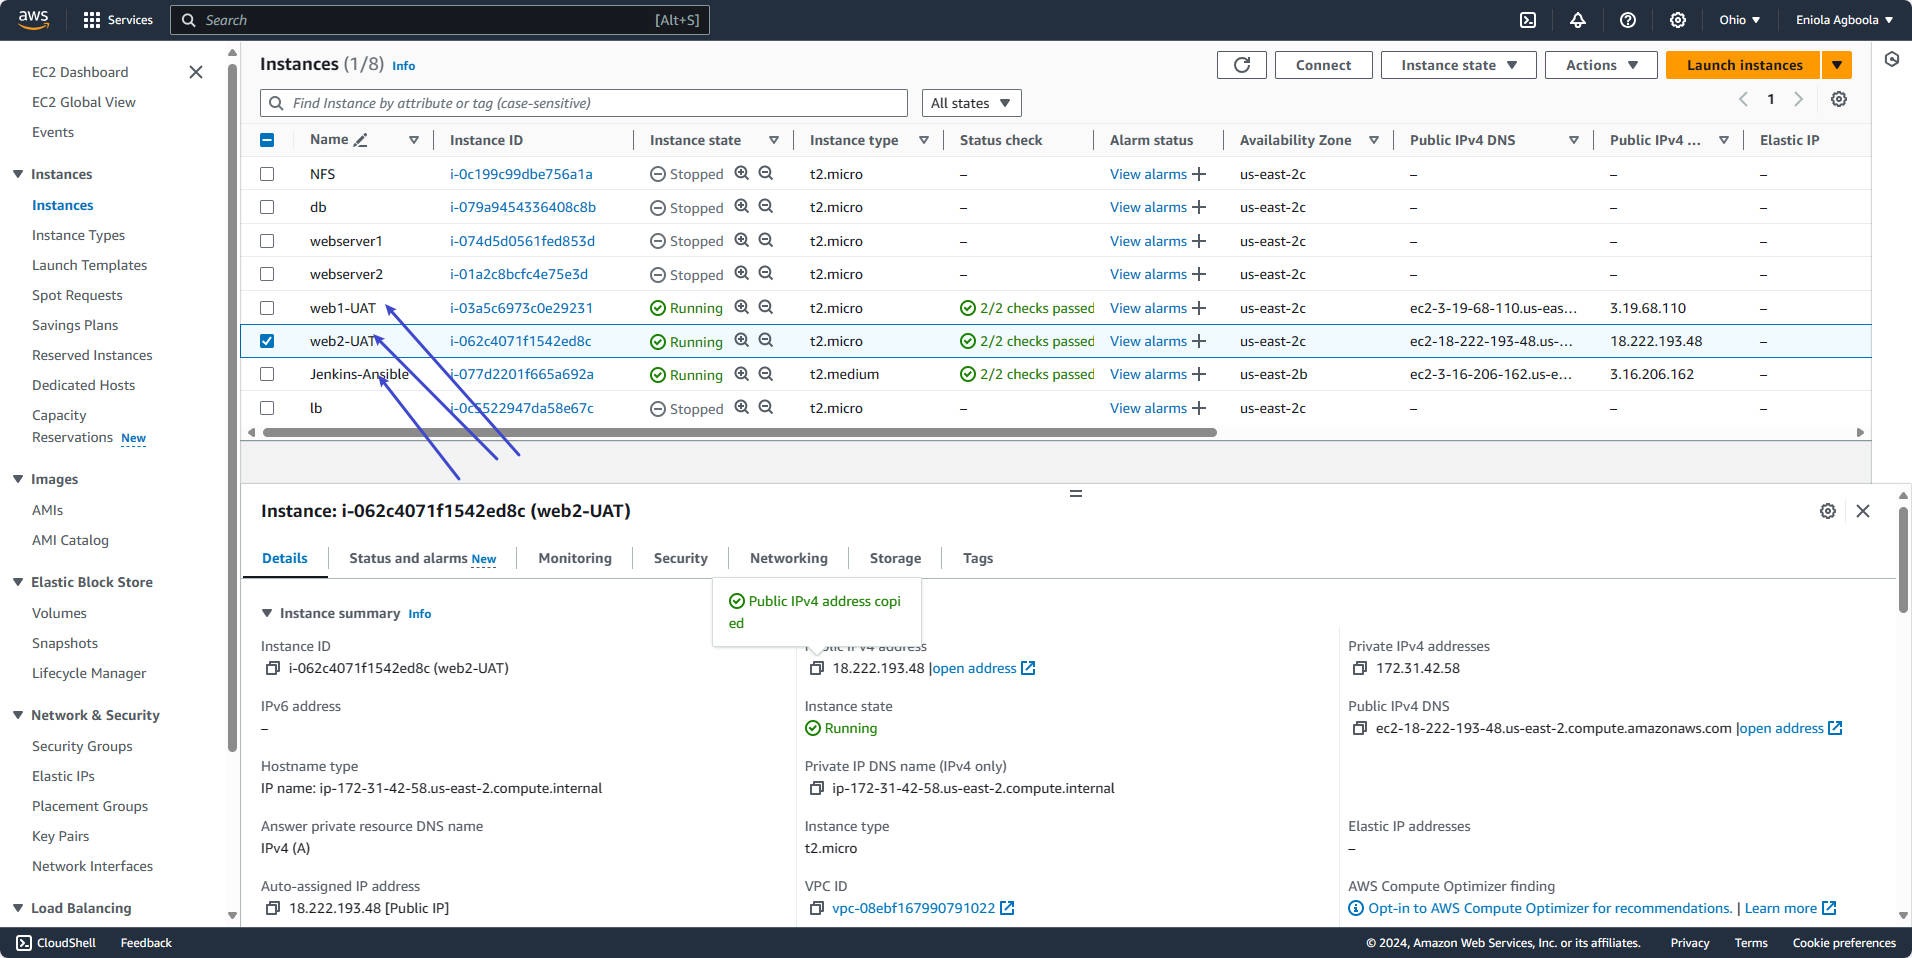 aws
Services
Search
[Alt+S]
Ohio ▼
Eniola Agboola ▼
EC2 Dashboard
EC2 Global View
Events
Instances
Instances
Instance Types
Launch Templates
Spot Requests
Savings Plans
Reserved Instances
Dedicated Hosts
Capacity
Reservations New
Images
AMIs
AMI Catalog
Elastic Block Store
Volumes
Snapshots
Lifecycle Manager
Network & Security
Security Groups
Elastic IPs
Placement Groups
Key Pairs
Network Interfaces
Load Balancing
Instances (1/8) Info
Connect
Instance state ▼
Actions ▼
Launch instances ▼
Find Instance by attribute or tag (case-sensitive)
All states ▼
1
Name Instance ID Instance state Instance type Status check Alarm status Availability Zone Public IPv4 DNS Public IPv4 ... Elastic IP
NFS i-0c199c99dbe756a1a Stopped t2.micro – View alarms + us-east-2c – – –
db i-079a9454336408c8b Stopped t2.micro – View alarms + us-east-2c – – –
webserver1 i-074d5d0561fed853d Stopped t2.micro – View alarms + us-east-2c – – –
webserver2 i-01a2c8bcfc4e75e3d Stopped t2.micro – View alarms + us-east-2c – – –
web1-UAT i-03a5c6973c0e29231 Running t2.micro 2/2 checks passed View alarms + us-east-2c ec2-3-19-68-110.us-eas... 3.19.68.110 –
web2-UAT i-062c4071f1542ed8c Running t2.micro 2/2 checks passed View alarms + us-east-2c ec2-18-222-193-48.us-... 18.222.193.48 –
Jenkins-Ansible i-077d2201f665a692a Running t2.medium 2/2 checks passed View alarms + us-east-2b ec2-3-16-206-162.us-e... 3.16.206.162 –
lb i-0c5522947da58e67c Stopped t2.micro – View alarms + us-east-2c – – –
Instance: i-062c4071f1542ed8c (web2-UAT)
Details
Status and alarms New
Monitoring
Security
Networking
Storage
Tags
Public IPv4 address copi
ed
Instance summary Info
Instance ID
i-062c4071f1542ed8c (web2-UAT)
Public IPv4 address
18.222.193.48 |open address
Private IPv4 addresses
172.31.42.58
IPv6 address
–
Instance state
Running
Public IPv4 DNS
ec2-18-222-193-48.us-east-2.compute.amazonaws.com |open address
Hostname type
IP name: ip-172-31-42-58.us-east-2.compute.internal
Private IP DNS name (IPv4 only)
ip-172-31-42-58.us-east-2.compute.internal
Answer private resource DNS name
IPv4 (A)
Instance type
t2.micro
Elastic IP addresses
–
Auto-assigned IP address
18.222.193.48 [Public IP]
VPC ID
vpc-08ebf167990791022
AWS Compute Optimizer finding
Opt-in to AWS Compute Optimizer for recommendations. | Learn more
CloudShell
Feedback
© 2024, Amazon Web Services, Inc. or its affiliates.
Privacy
Terms
Cookie preferences